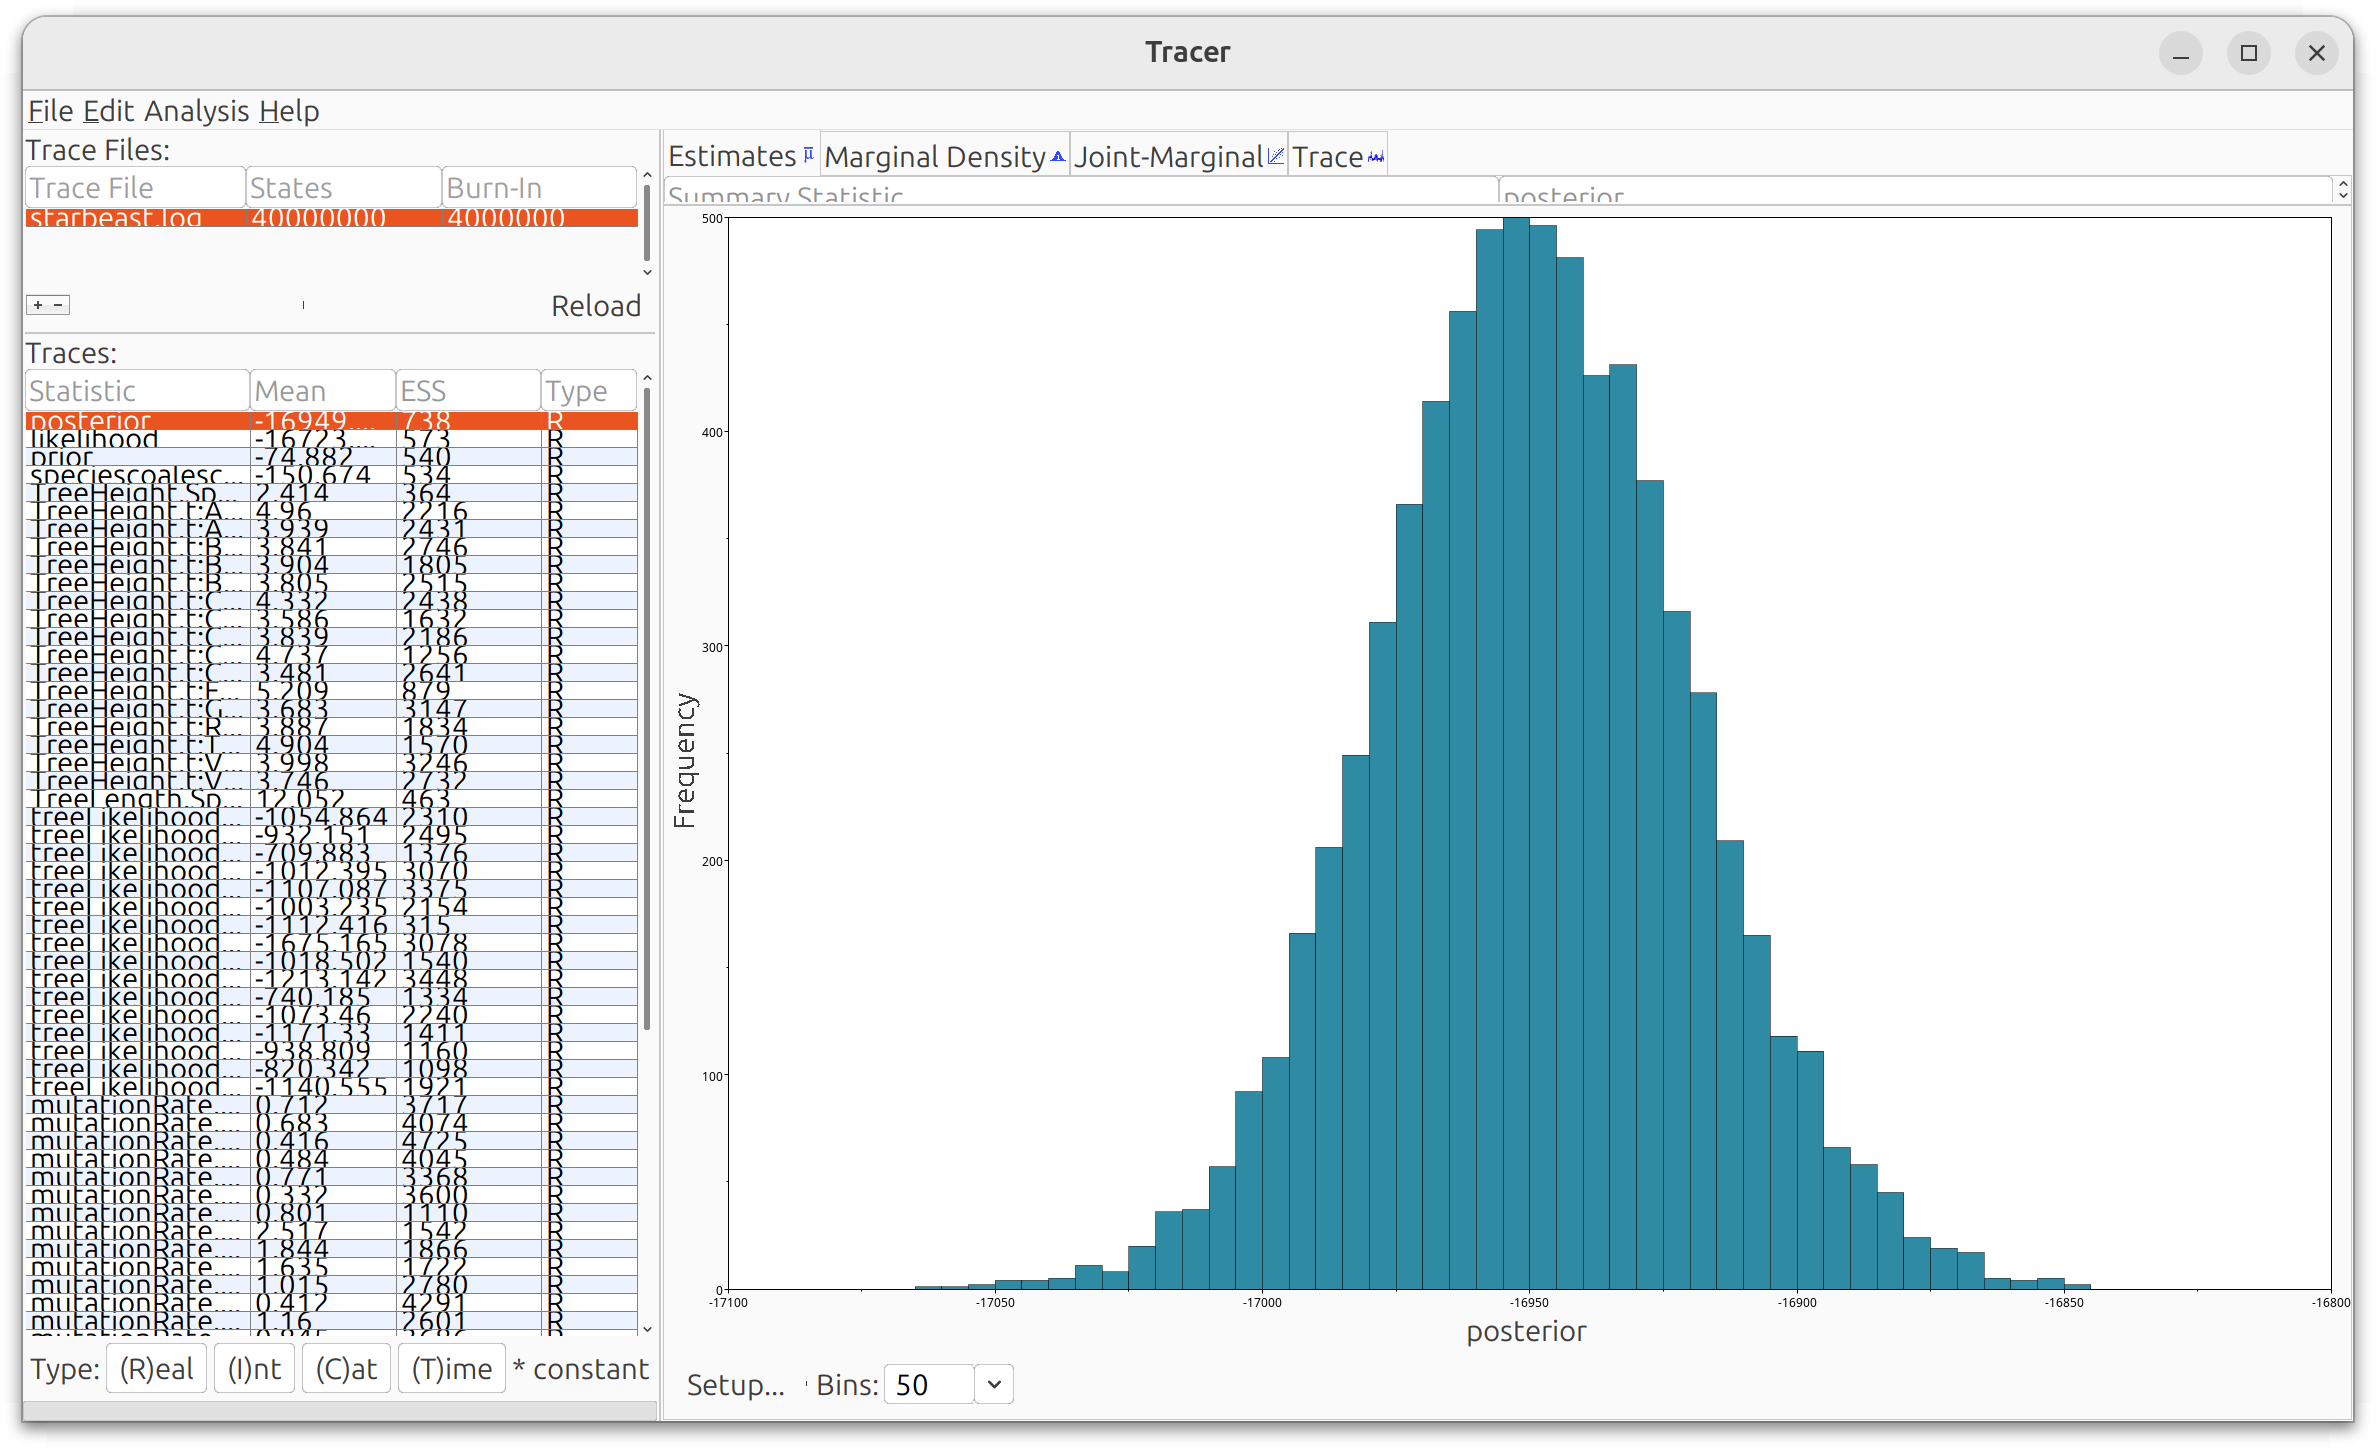 Tracer
File Edit Analysis Help
Trace Files:
Trace File States Burn-In
starbeast.log 40000000 4000000
+ -
Reload
Traces:
Statistic Mean ESS Type
posterior -16949.... 738 R
likelihood -16723.... 573 R
prior -74.882 540 R
speciescoalesc... -150.674 534 R
TreeHeight.Sp... 2.414 364 R
TreeHeight.t:A... 4.96 2216 R
TreeHeight.t:A... 3.939 2431 R
TreeHeight.t:B... 3.841 2746 R
TreeHeight.t:B... 3.904 1805 R
TreeHeight.t:B... 3.805 2515 R
TreeHeight.t:C... 4.332 2438 R
TreeHeight.t:C... 3.586 1632 R
TreeHeight.t:C... 3.839 2186 R
TreeHeight.t:C... 4.737 1256 R
TreeHeight.t:C... 3.481 2641 R
TreeHeight.t:F... 5.209 879 R
TreeHeight.t:G... 3.683 3147 R
TreeHeight.t:R... 3.887 1834 R
TreeHeight.t:T... 4.904 1570 R
TreeHeight.t:V... 3.998 3246 R
TreeHeight.t:V... 3.746 2732 R
TreeLength.Sp... 12.052 463 R
treeLikelihood... -1054.864 2310 R
treeLikelihood... -932.151 2495 R
treeLikelihood... -709.883 1376 R
treeLikelihood... -1012.395 3070 R
treeLikelihood... -1107.087 3375 R
treeLikelihood... -1003.235 2154 R
treeLikelihood... -1112.416 315 R
treeLikelihood... -1675.165 3078 R
treeLikelihood... -1018.502 1540 R
treeLikelihood... -1213.142 3448 R
treeLikelihood... -740.185 1334 R
treeLikelihood... -1073.46 2240 R
treeLikelihood... -1171.33 1411 R
treeLikelihood... -938.809 1160 R
treeLikelihood... -820.342 1098 R
treeLikelihood... -1140.555 1921 R
mutationRate.... 0.712 3717 R
mutationRate.... 0.683 4074 R
mutationRate.... 0.416 4725 R
mutationRate.... 0.484 4045 R
mutationRate.... 0.771 3368 R
mutationRate.... 0.332 3600 R
mutationRate.... 0.801 1110 R
mutationRate.... 2.517 1542 R
mutationRate.... 1.844 1866 R
mutationRate.... 1.635 1722 R
mutationRate.... 1.015 2780 R
mutationRate.... 0.412 4291 R
mutationRate.... 1.16 2601 R
Type: (R)eal (I)nt (C)at (T)ime * constant
Estimates Marginal Density Joint-Marginal Trace
Summary Statistic posterior
Frequency
500
400
300
200
100
0
-17100 -17050 -17000 -16950 -16900 -16850 -16800
posterior
Setup... Bins: 50